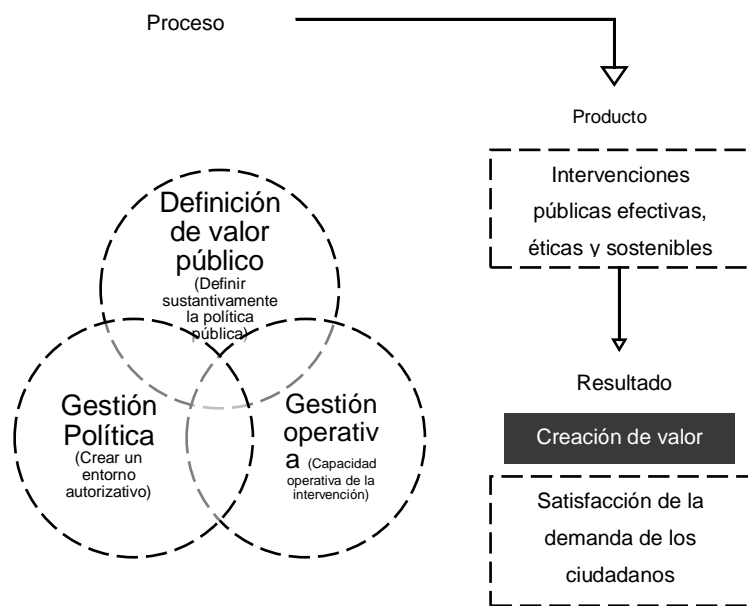 Proceso
Definición
de valor
público
(Definir
sustantivamente
la política
pública)
Gestión
Política
(Crear un
entorno
autorizativo)
Gestión
operativ
a (Capacidad
operativa de la
intervención)
Producto
Intervenciones
públicas efectivas,
éticas y sostenibles
Resultado
Creación de valor
Satisfacción de la
demanda de los
ciudadanos